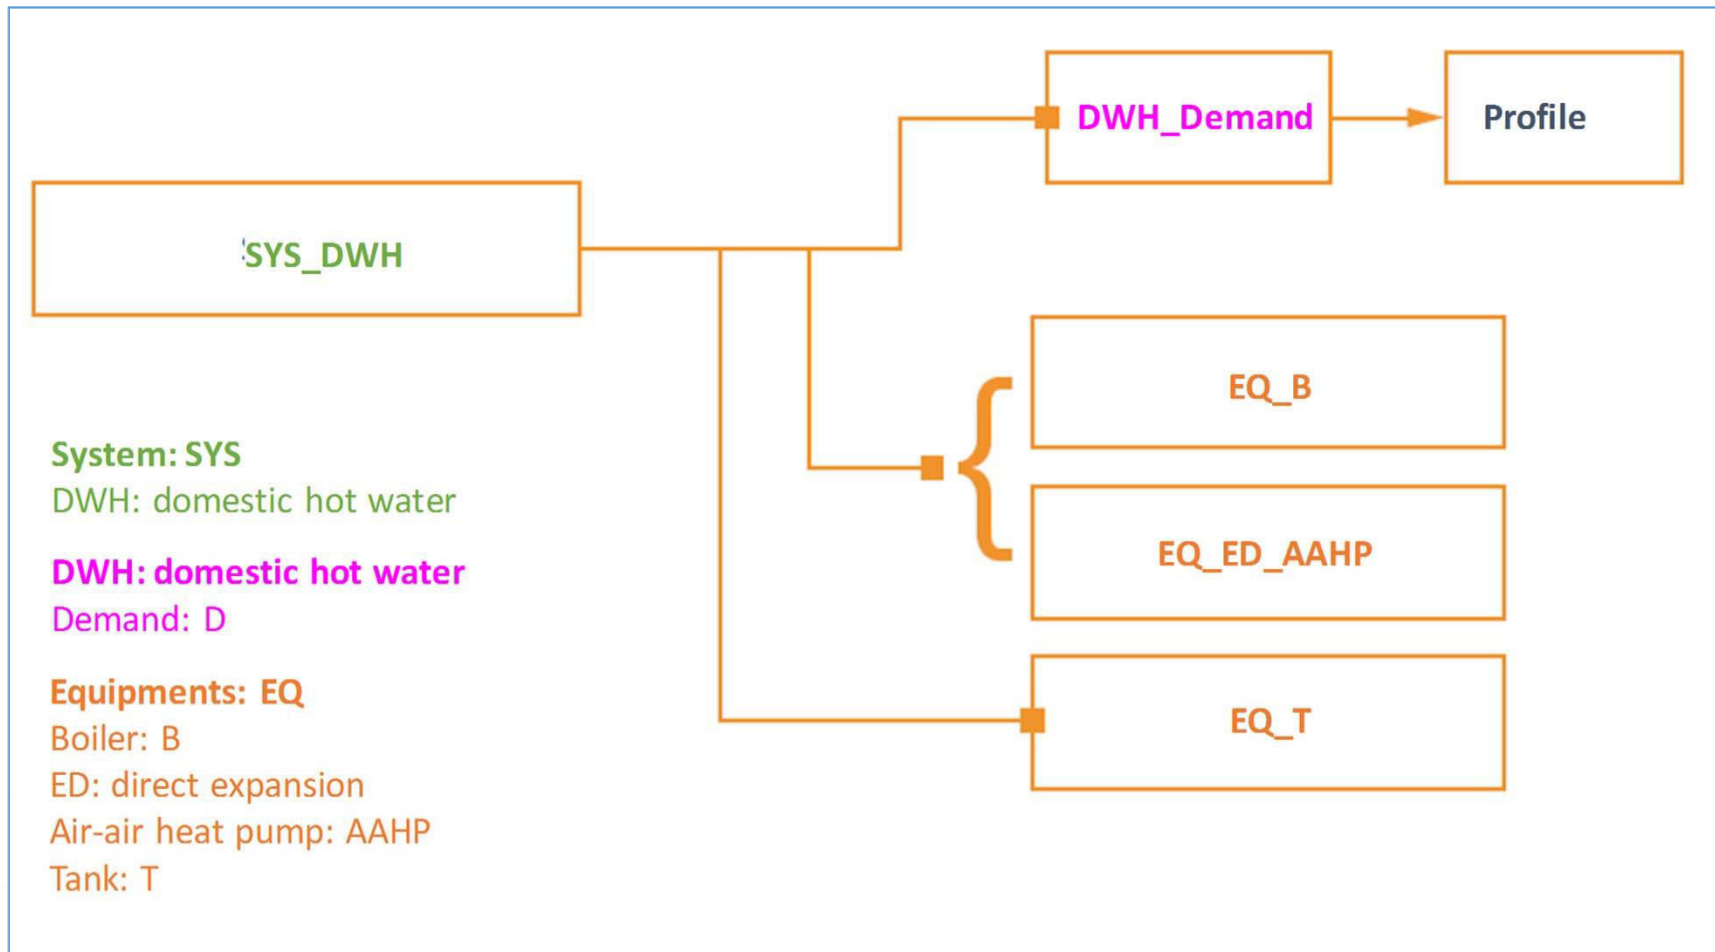 DWH_Demand
Profile
SYS_DWH
EQ_B
EQ_ED_AAHP
EQ_T
System: SYS
DWH: domestic hot water
DWH: domestic hot water
Demand: D
Equipments: EQ
Boiler: B
ED: direct expansion
Air-air heat pump: AAHP
Tank: T